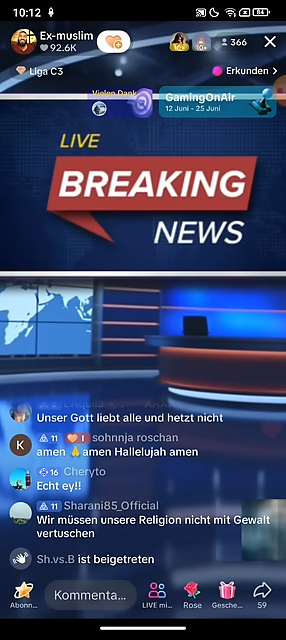 10:12
84
Ex-muslim
92.6K
10+
366
Liga C3
Erkunden >
Vielen Dank
GamingOnAir
12 Juni - 25 Juni
LIVE
BREAKING
NEWS
Unser Gott liebt alle und hetzt nicht
K
11 I sohnnja roschan
amen 🙏amen Hallelujah amen
16 Cheryto
Echt ey!!
11 Sharani85_Official
Wir müssen unsere Religion nicht mit Gewalt
vertuschen
Sh.vs.B ist beigetreten
Kommenta...
Abonn...
LIVE mi...
Rose
Gesche...
59